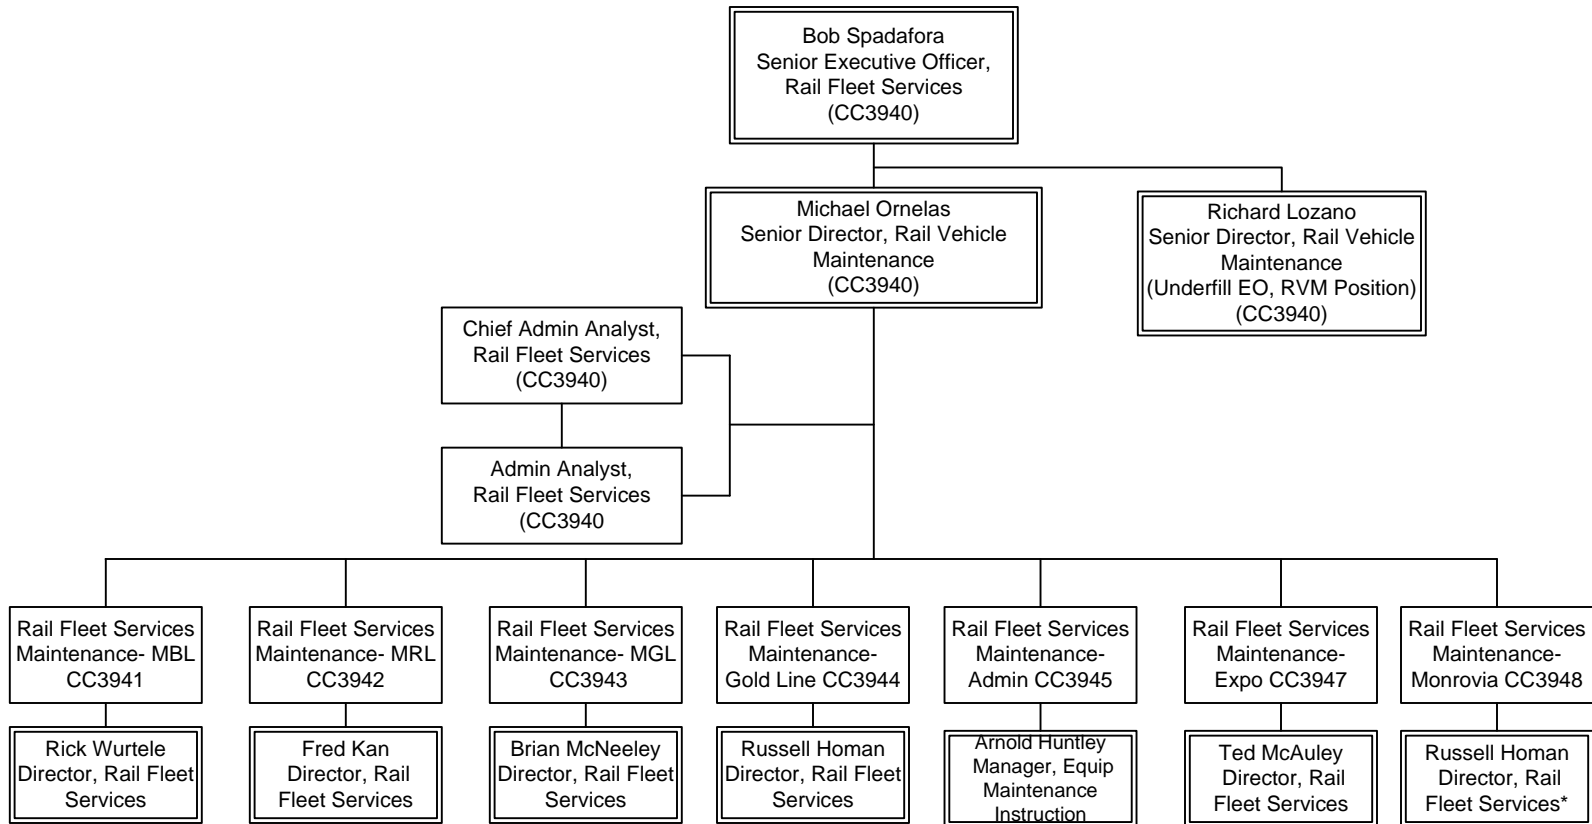 Bob Spadafora
Senior Executive Officer,
Rail Fleet Services
(CC3940)
Michael Ornelas
Senior Director, Rail Vehicle
Maintenance
(CC3940)
Richard Lozano
Senior Director, Rail Vehicle
Maintenance
(Underfill EO, RVM Position)
(CC3940)
Chief Admin Analyst,
Rail Fleet Services
(CC3940)
Admin Analyst,
Rail Fleet Services
(CC3940
Rail Fleet Services
Maintenance- MBL
CC3941
Rail Fleet Services
Maintenance- MRL
CC3942
Rail Fleet Services
Maintenance- MGL
CC3943
Rail Fleet Services
Maintenance-
Gold Line CC3944
Rail Fleet Services
Maintenance-
Admin CC3945
Rail Fleet Services
Maintenance-
Expo CC3947
Rail Fleet Services
Maintenance-
Monrovia CC3948
Rick Wurtele
Director, Rail Fleet
Services
Fred Kan
Director, Rail
Fleet Services
Brian McNeeley
Director, Rail Fleet
Services
Russell Homan
Director, Rail Fleet
Services
Arnold Huntley
Manager, Equip
Maintenance
Instruction
Ted McAuley
Director, Rail
Fleet Services
Russell Homan
Director, Rail
Fleet Services*